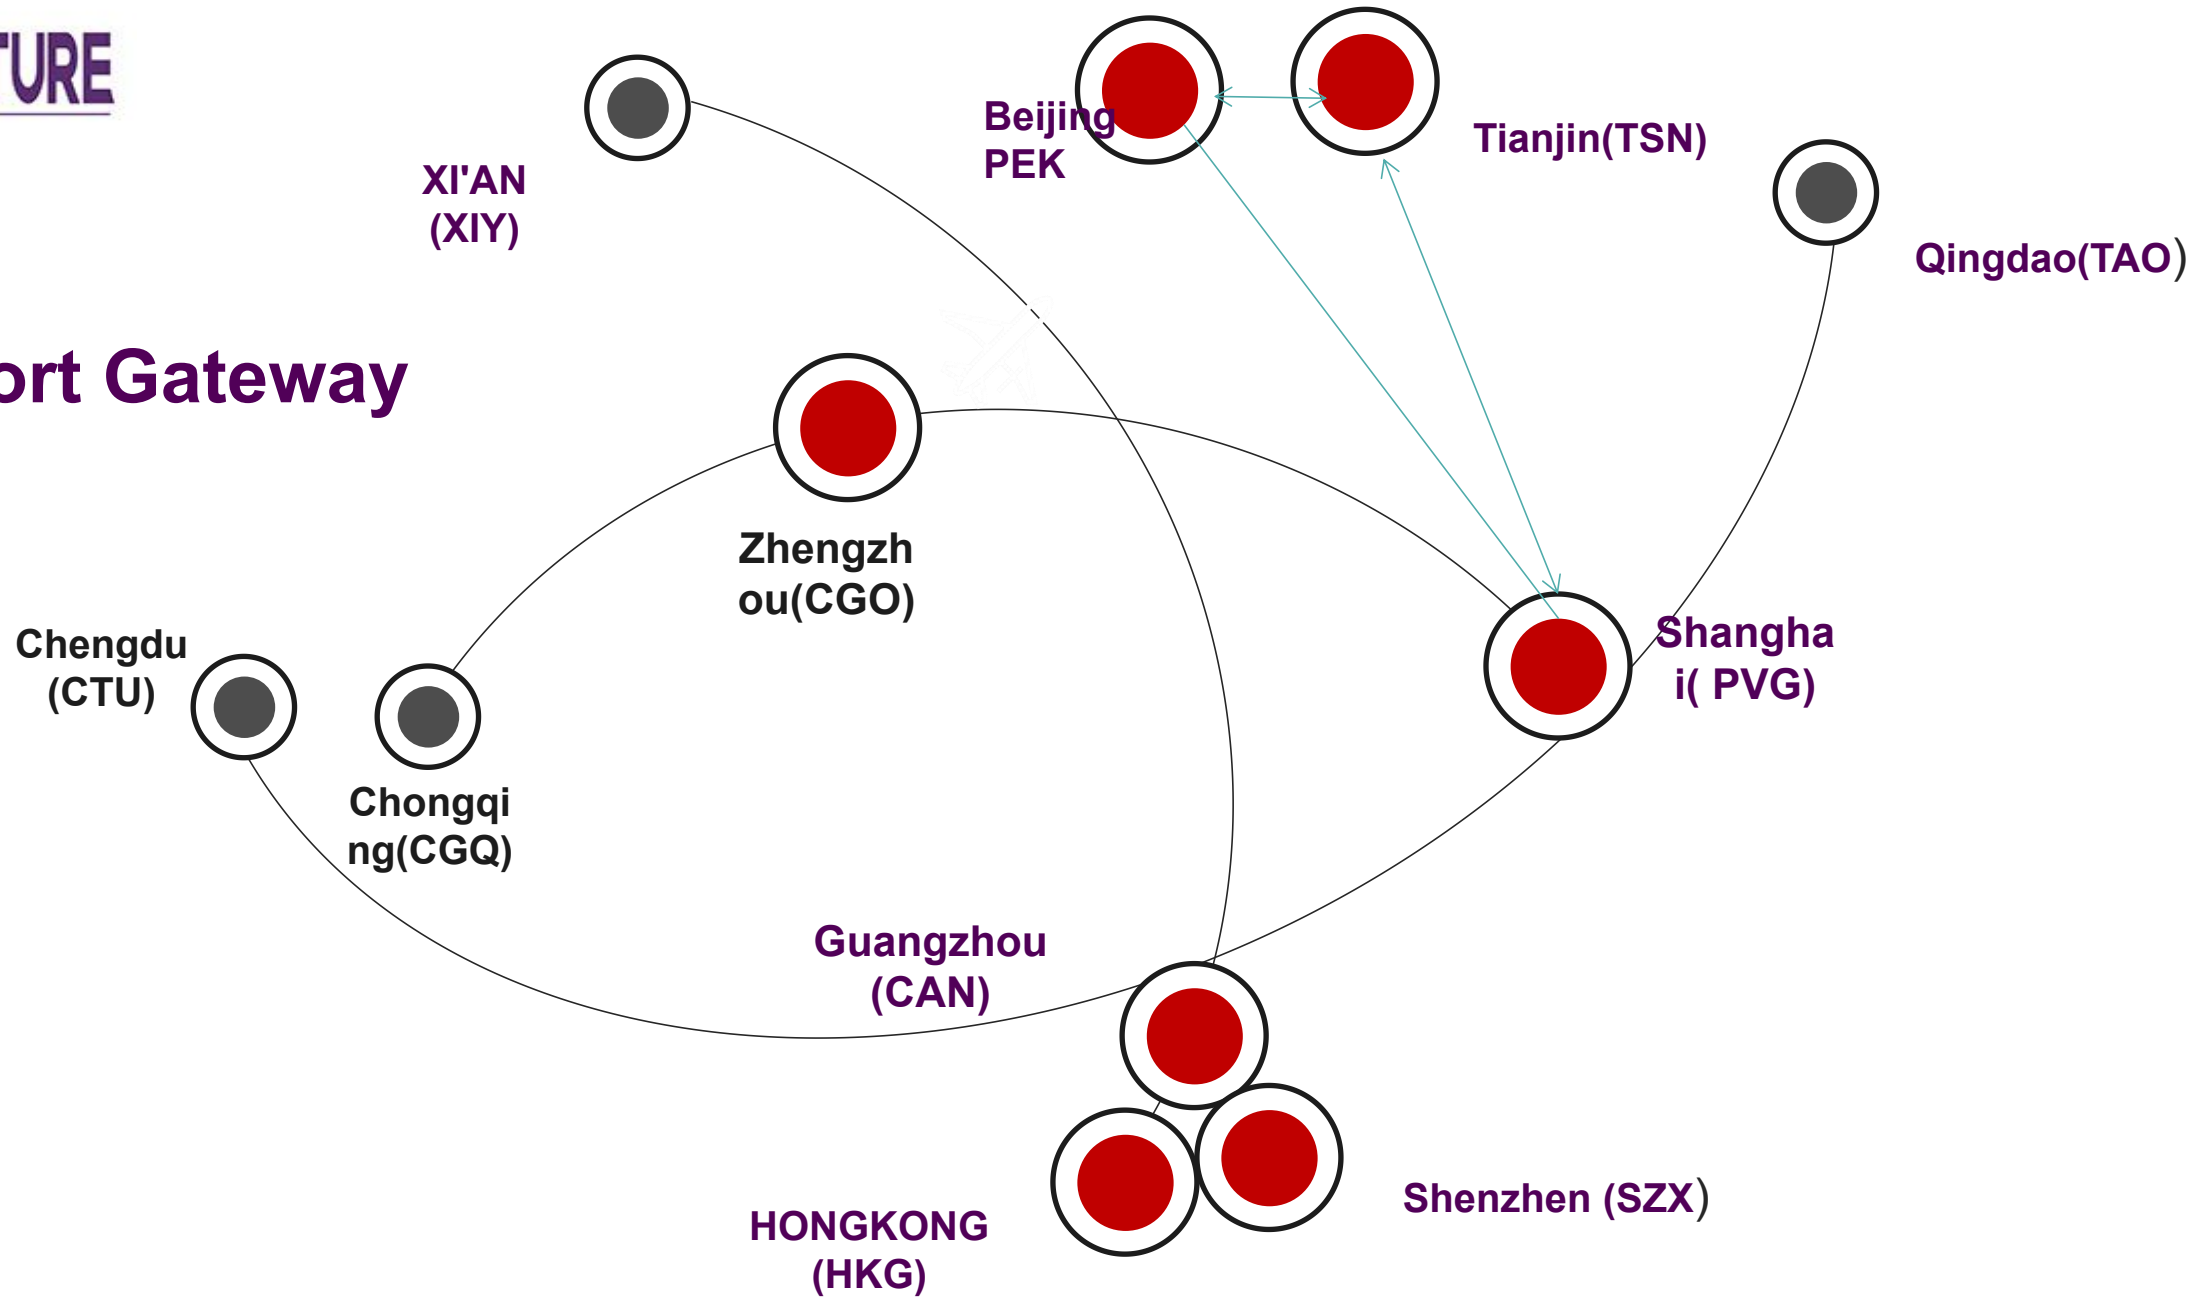 TURE
Beijing
PEK
Tianjin(TSN)
XI'AN
(XIY)
Qingdao(TAO)
ort Gateway
Zhengzh
ou(CGO)
Chengdu
(CTU)
Shangha
i( PVG)
Chongqi
ng(CGQ)
Guangzhou
(CAN)
Shenzhen (SZX)
HONGKONG
(HKG)